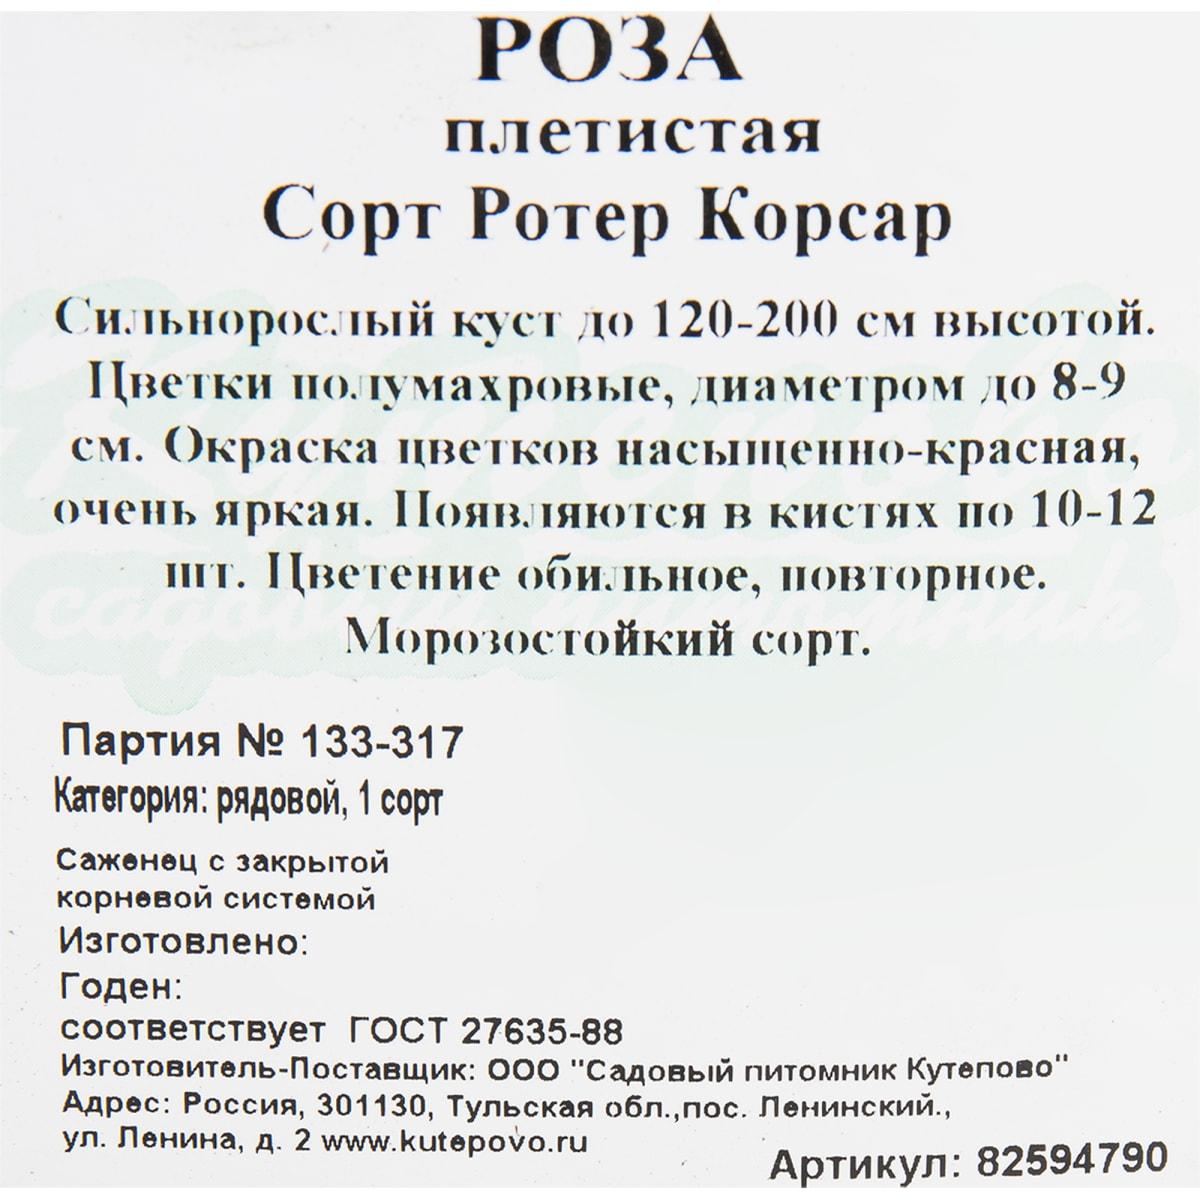 РОЗА
плетистая
Сорт Ротер Корсар
Сильнорослый куст до 120-200 см высотой.
Цветки полумахровые, диаметром до 8-9
см. Окраска цветков насыщенно-красная,
очень яркая. Появляются в кистях по 10-12
шт. Цветение обильное, повторное.
Морозостойкий сорт.
Партия № 133-317
Категория: рядовой, 1 сорт
Саженец с закрытой
корневой системой
Изготовлено:
Годен:
соответствует ГОСТ 27635-88
Изготовитель-Поставщик: ООО "Садовый питомник Кутепово"
Адрес: Россия, 301130, Тульская обл.,пос. Ленинский.,
ул. Ленина, д. 2 www.kutepovo.ru
Артикул: 82594790